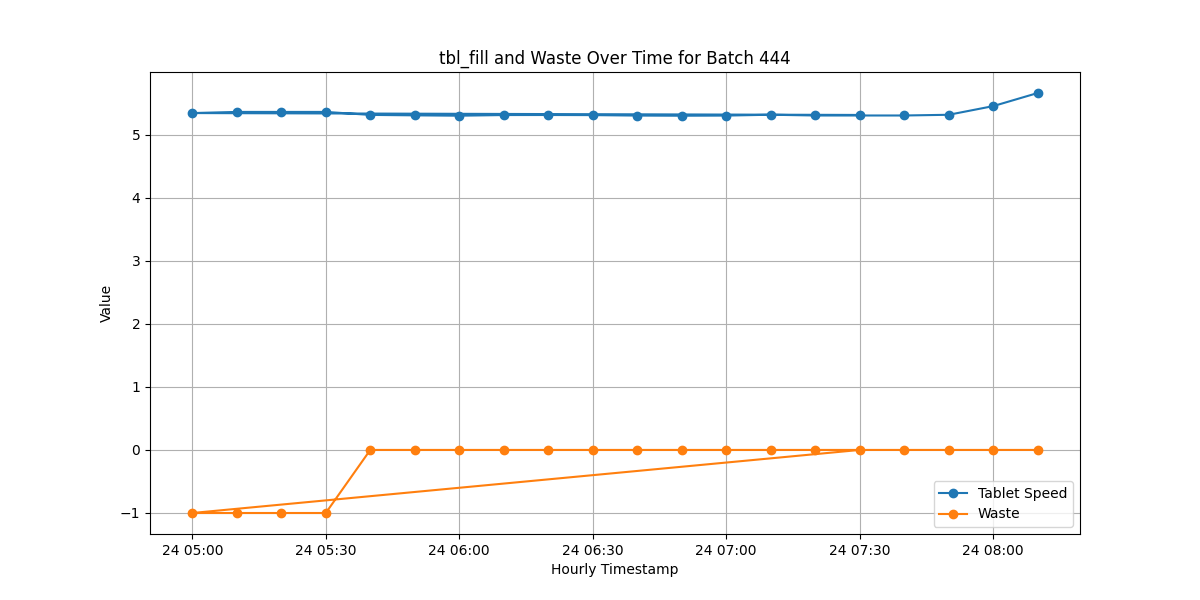 tbl_fill and Waste Over Time for Batch 444
Value
5
4
3
2
1
0
−1
Tablet Speed
Waste
24 05:00 24 05:30 24 06:00 24 06:30 24 07:00 24 07:30 24 08:00
Hourly Timestamp